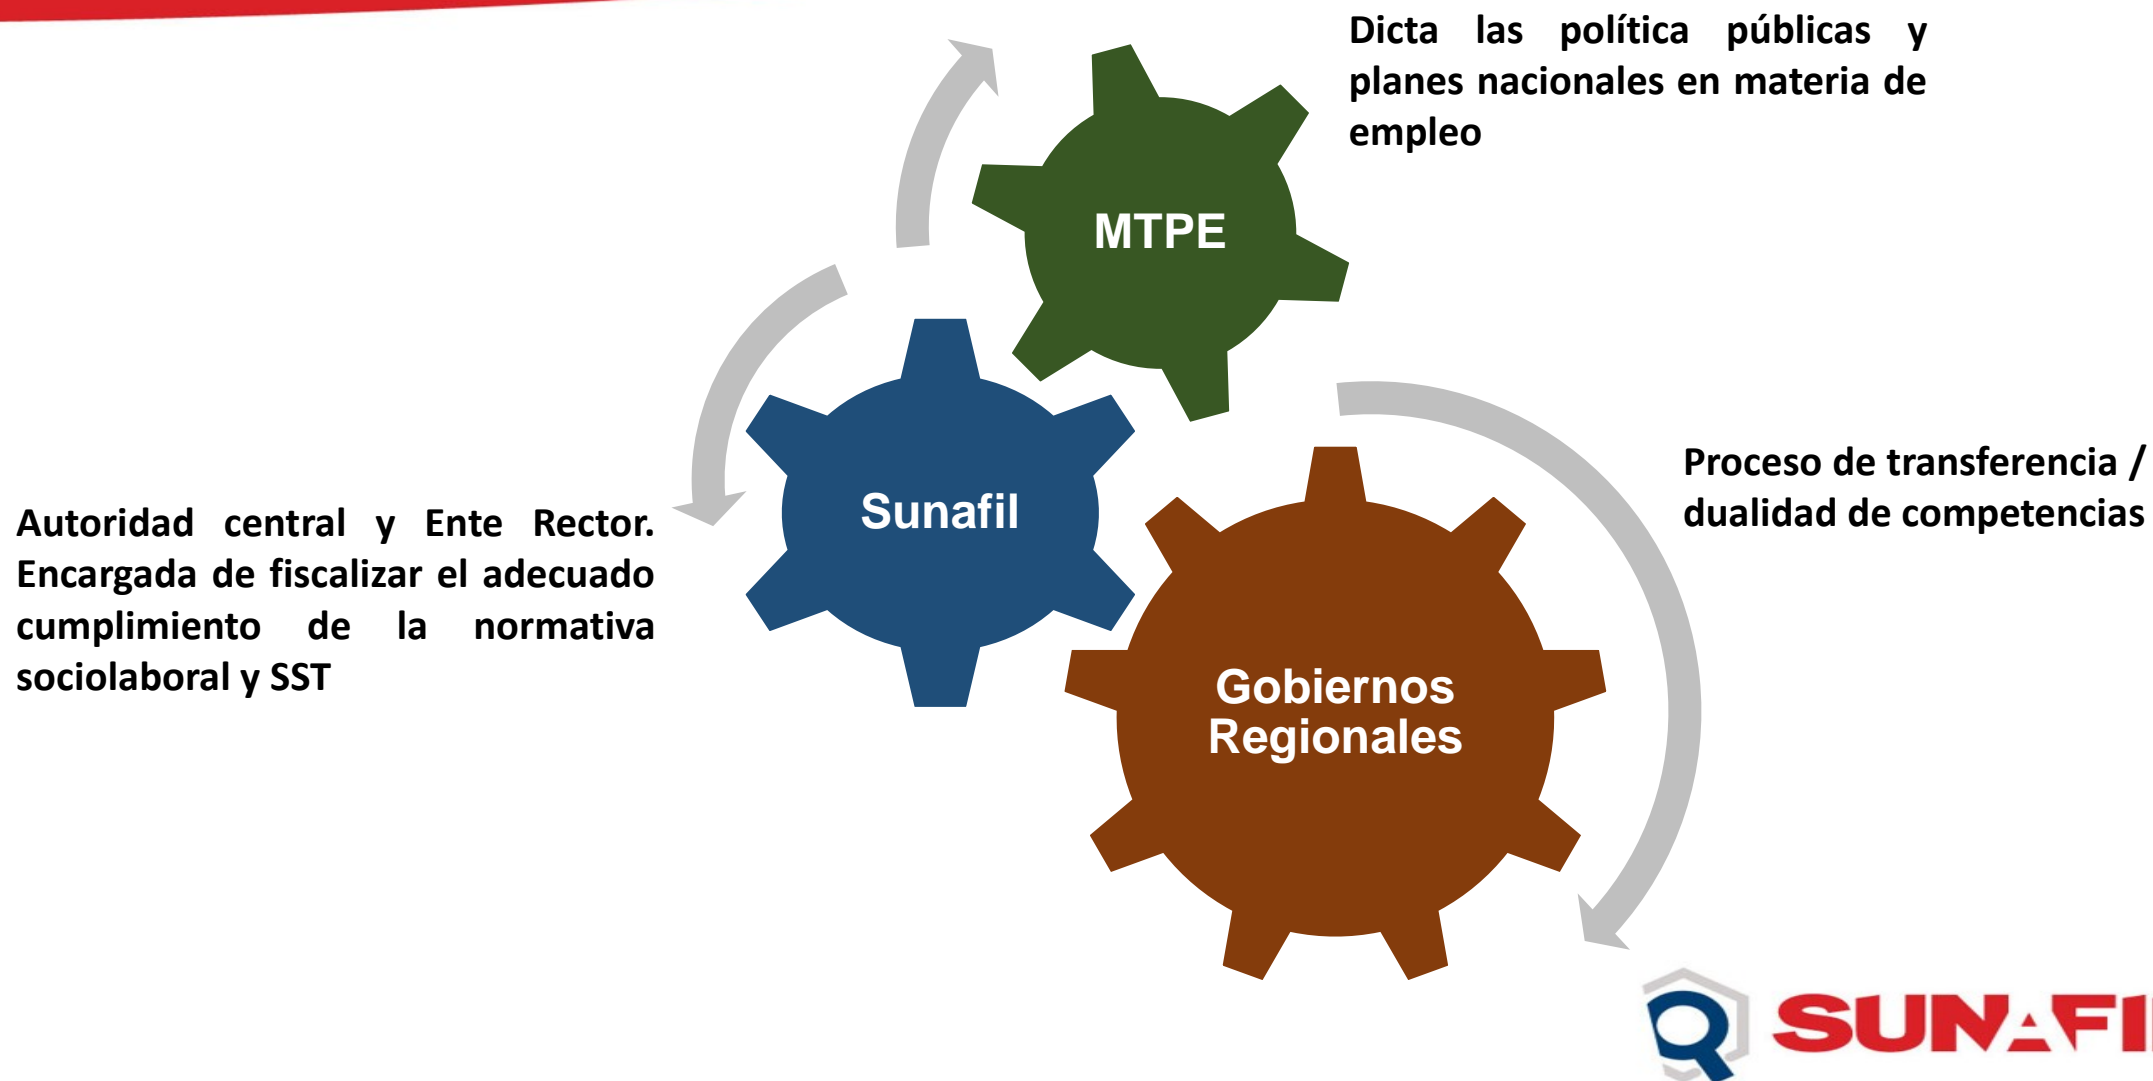 Dicta las política públicas y
planes nacionales en materia de
empleo
MTPE
Sunafil
Autoridad central y Ente Rector.
Encargada de fiscalizar el adecuado
cumplimiento de la normativa
sociolaboral y SST
Proceso de transferencia /
dualidad de competencias
Gobiernos
Regionales
SUNAFI